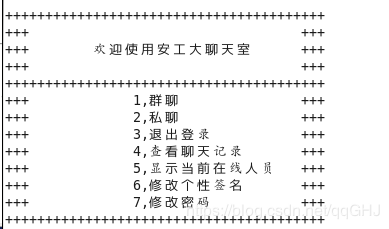 +++++++++++++++++++++++++++++++++++++++++
+++                                   +++
+++        欢迎使用安工大聊天室        +++
+++                                   +++
+++++++++++++++++++++++++++++++++++++++++
+++             1,群聊                +++
+++             2,私聊                +++
+++             3,退出登录            +++
+++             4,查看聊天记录        +++
+++             5,显示当前在线人员    +++
+++             6,修改个性签名        +++
+++             7,修改密码            +++
+++++++++++++++++++++++++++++++++++++++++
https://blog.csdn.net/qqGHJ